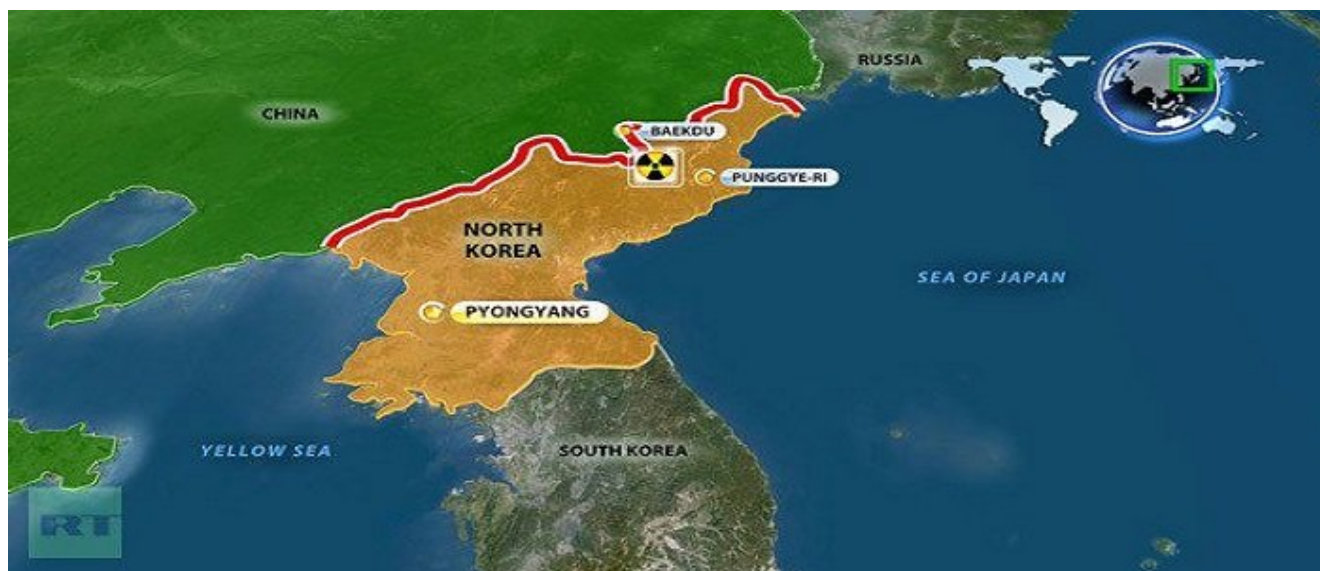 RUSSIA
CHINA
BAEKDU
PUNGGYE-RI
NORTH
KOREA
SEA OF JAPAN
PYONGYANG
YELLOW SEA
SOUTH KOREA
RT